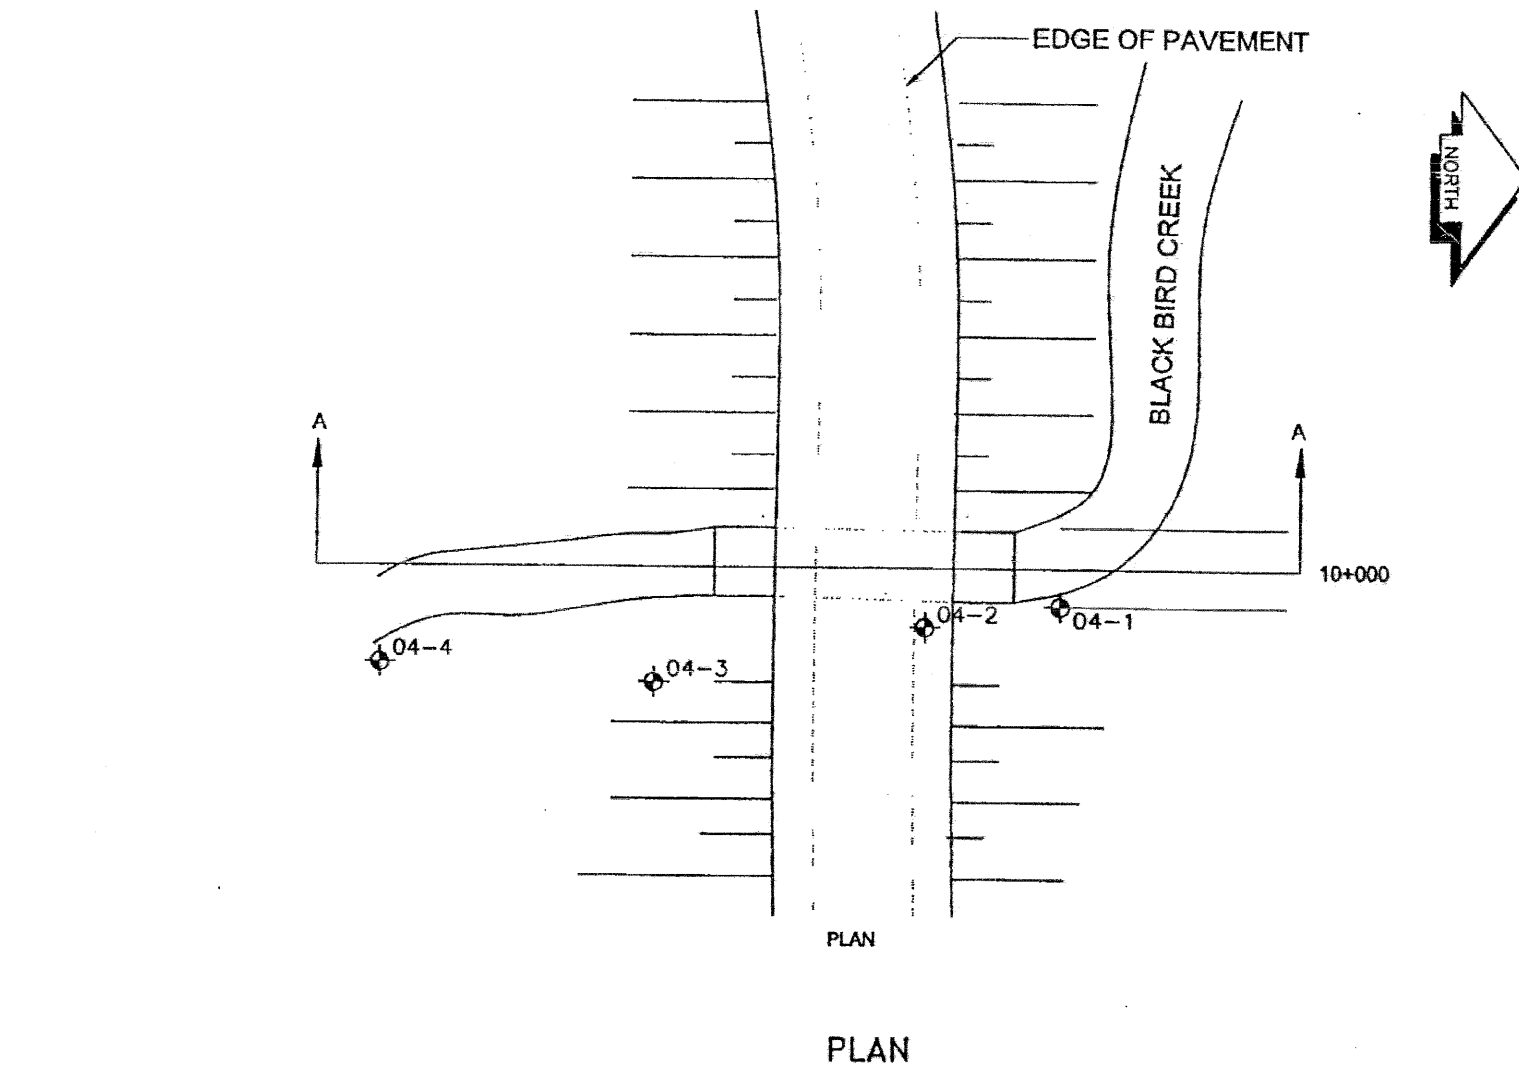 EDGE OF PAVEMENT
NORTH
BLACK BIRD CREEK
A
A
10+000
04-2
04-1
04-4
04-3
PLAN
PLAN